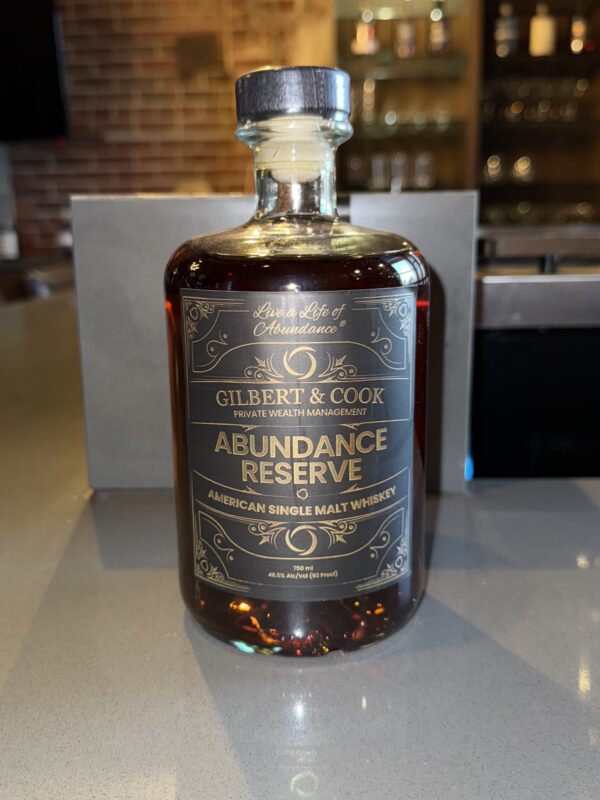 Live a Life of
Abundance®
GILBERT & COOK
PRIVATE WEALTH MANAGEMENT
ABUNDANCE
RESERVE
AMERICAN SINGLE MALT WHISKEY
750 ml
46.5% Alc/Vol (93 Proof)